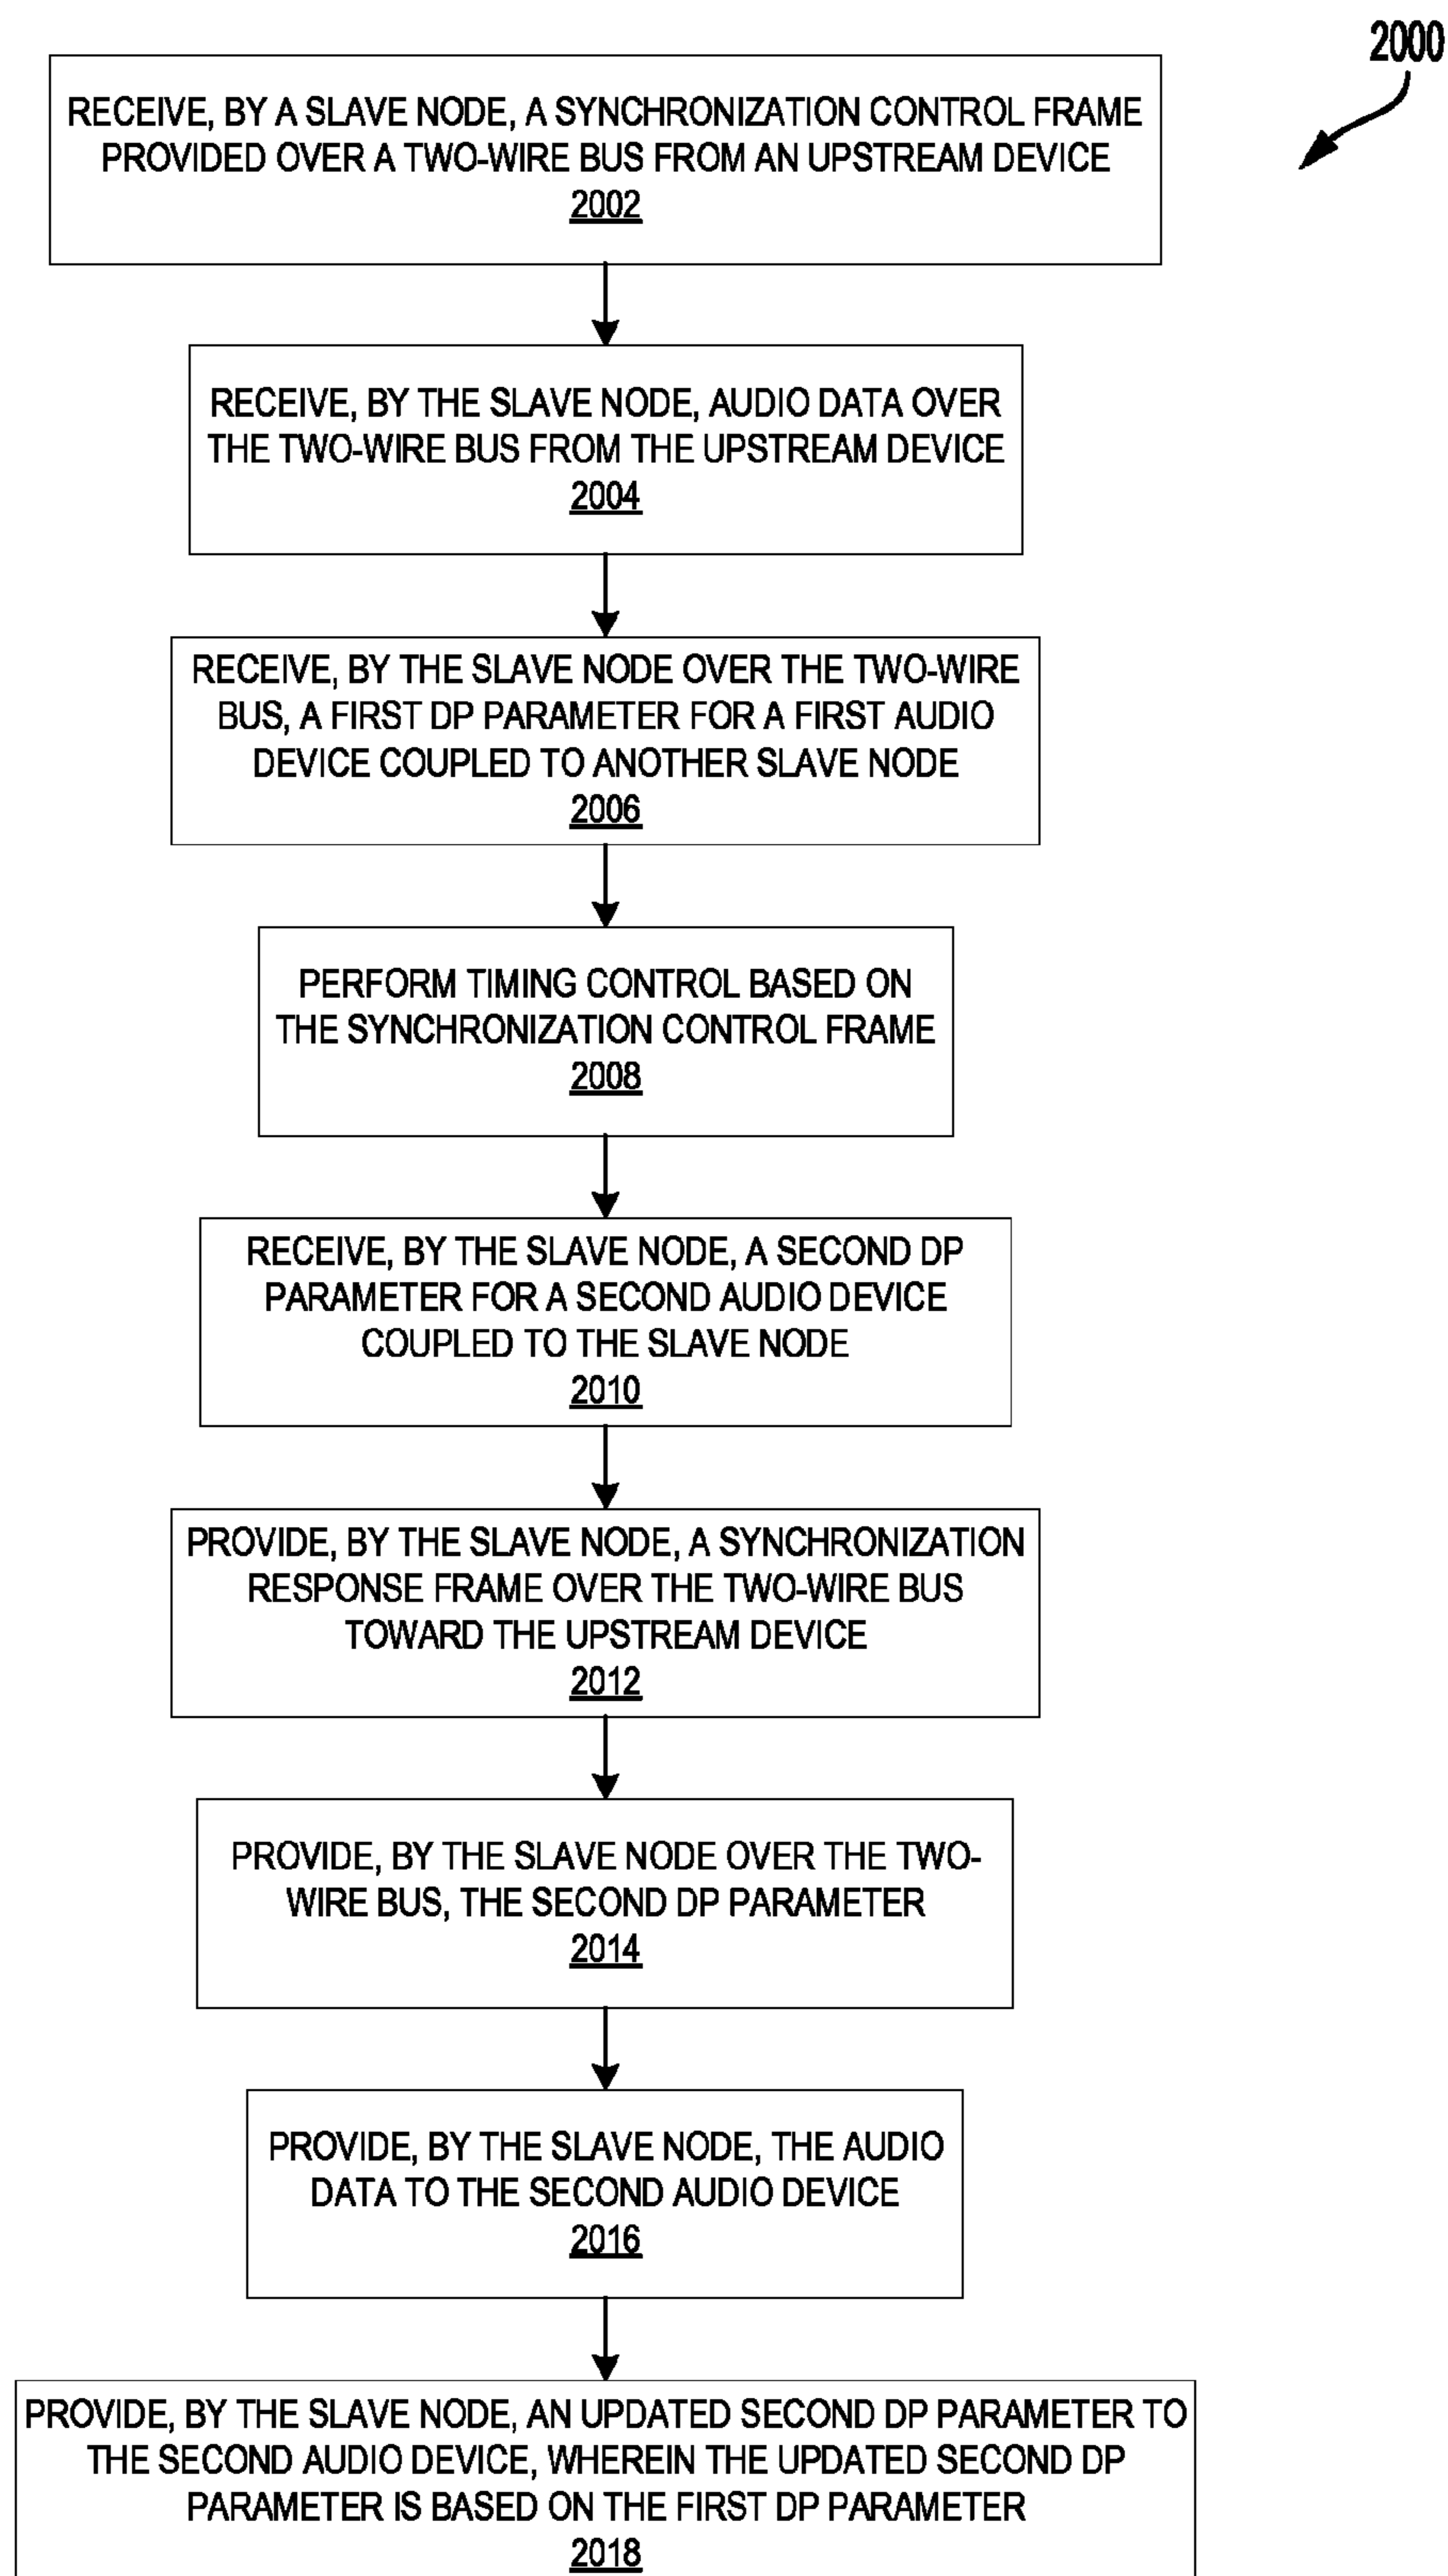 2000
RECEIVE, BY A SLAVE NODE, A SYNCHRONIZATION CONTROL FRAME
PROVIDED OVER A TWO-WIRE BUS FROM AN UPSTREAM DEVICE
2002
RECEIVE, BY THE SLAVE NODE, AUDIO DATA OVER
THE TWO-WIRE BUS FROM THE UPSTREAM DEVICE
2004
RECEIVE, BY THE SLAVE NODE OVER THE TWO-WIRE
BUS, A FIRST DP PARAMETER FOR A FIRST AUDIO
DEVICE COUPLED TO ANOTHER SLAVE NODE
2006
PERFORM TIMING CONTROL BASED ON
THE SYNCHRONIZATION CONTROL FRAME
2008
RECEIVE, BY THE SLAVE NODE, A SECOND DP
PARAMETER FOR A SECOND AUDIO DEVICE
COUPLED TO THE SLAVE NODE
2010
PROVIDE, BY THE SLAVE NODE, A SYNCHRONIZATION
RESPONSE FRAME OVER THE TWO-WIRE BUS
TOWARD THE UPSTREAM DEVICE
2012
PROVIDE, BY THE SLAVE NODE OVER THE TWO-
WIRE BUS, THE SECOND DP PARAMETER
2014
PROVIDE, BY THE SLAVE NODE, THE AUDIO
DATA TO THE SECOND AUDIO DEVICE
2016
PROVIDE, BY THE SLAVE NODE, AN UPDATED SECOND DP PARAMETER TO
THE SECOND AUDIO DEVICE, WHEREIN THE UPDATED SECOND DP
PARAMETER IS BASED ON THE FIRST DP PARAMETER
2018